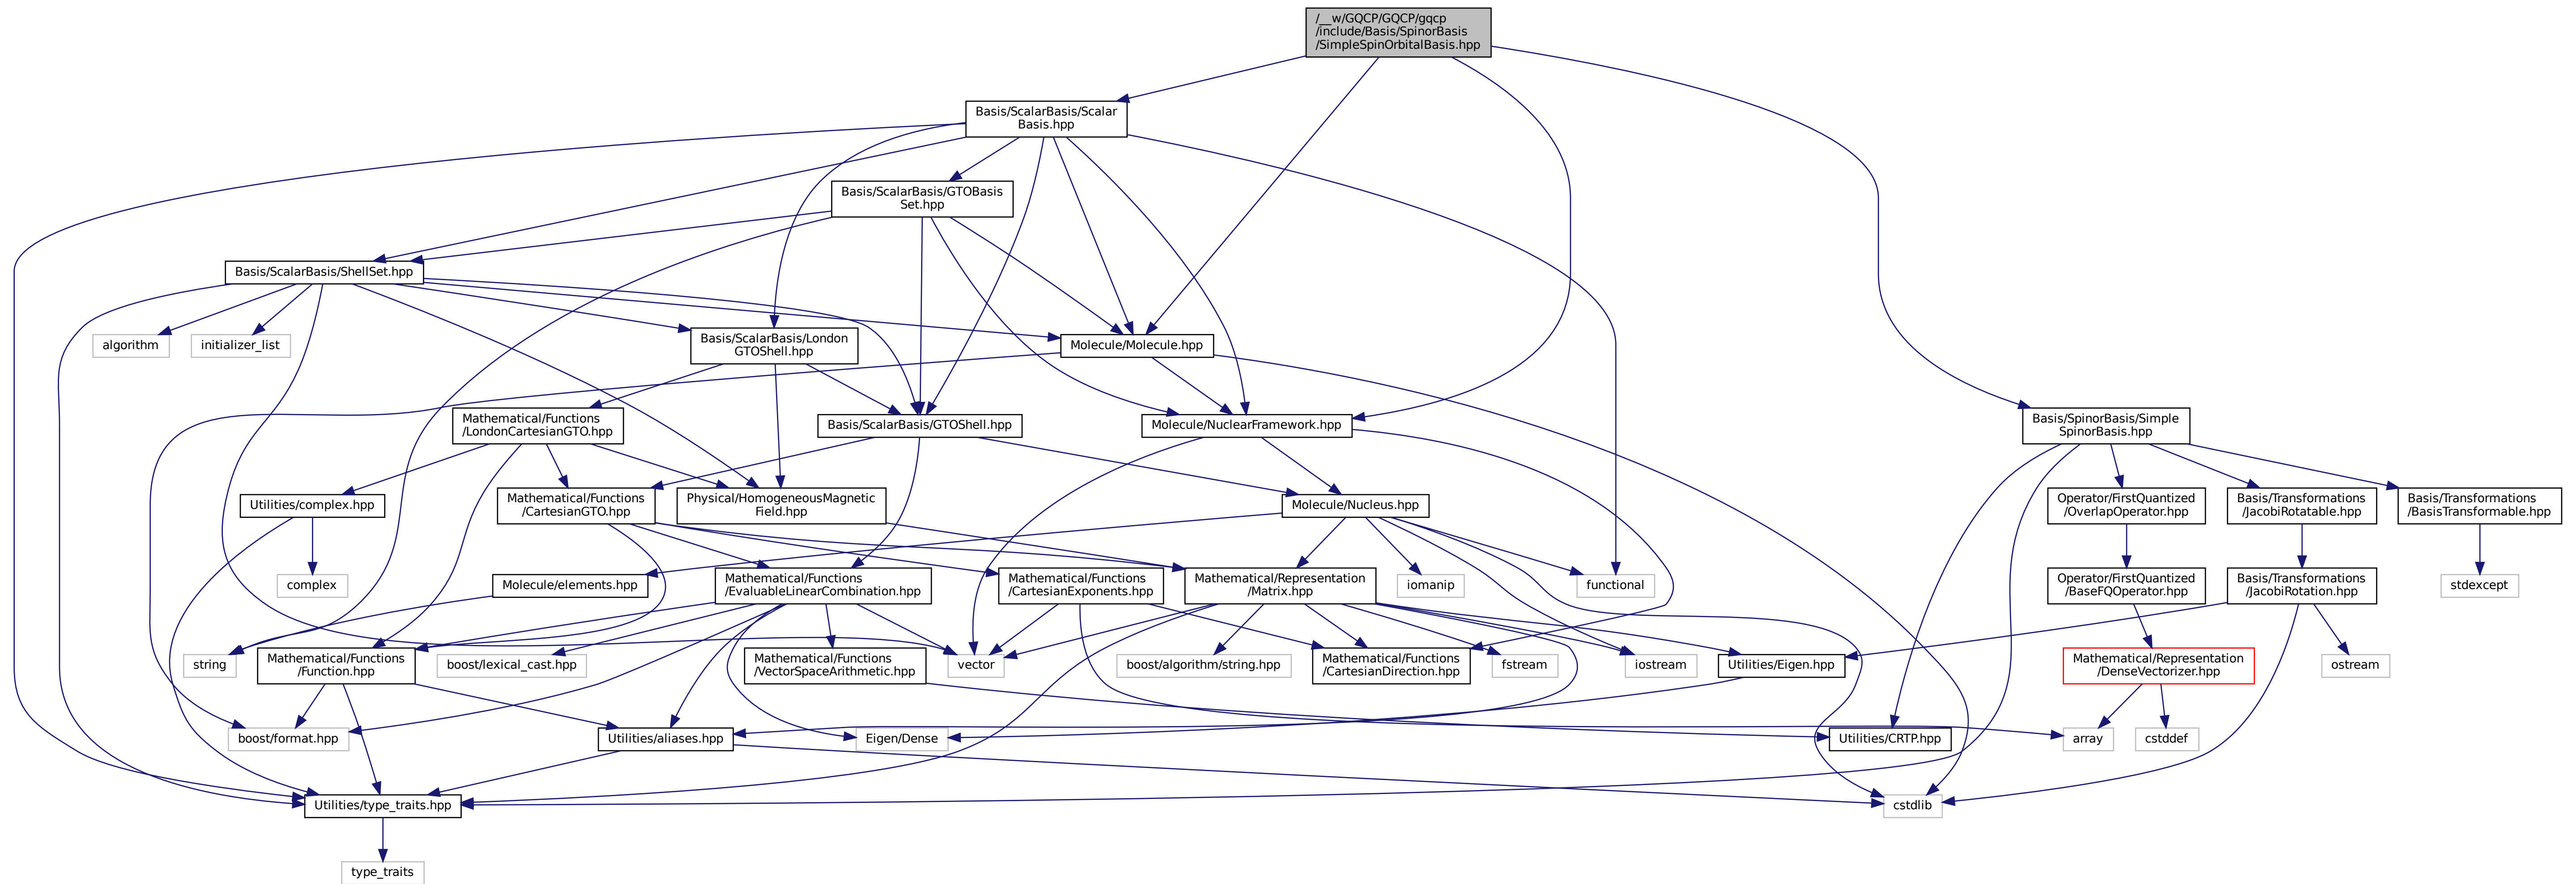 /__w/GQCP/GQCP/gqcp
/include/Basis/SpinorBasis
/SimpleSpinOrbitalBasis.hpp
Basis/ScalarBasis/Scalar
Basis.hpp
Basis/ScalarBasis/GTOBasis
Set.hpp
Basis/ScalarBasis/ShellSet.hpp
algorithm
initializer_list
Basis/ScalarBasis/London
GTOShell.hpp
Molecule/Molecule.hpp
Mathematical/Functions
/LondonCartesianGTO.hpp
Basis/ScalarBasis/GTOShell.hpp
Molecule/NuclearFramework.hpp
Basis/SpinorBasis/Simple
SpinorBasis.hpp
Utilities/complex.hpp
Mathematical/Functions
/CartesianGTO.hpp
Physical/HomogeneousMagnetic
Field.hpp
Molecule/Nucleus.hpp
Operator/FirstQuantized
/OverlapOperator.hpp
Basis/Transformations
/JacobiRotatable.hpp
Basis/Transformations
/BasisTransformable.hpp
complex
Molecule/elements.hpp
Mathematical/Functions
/EvaluableLinearCombination.hpp
Mathematical/Functions
/CartesianExponents.hpp
Mathematical/Representation
/Matrix.hpp
iomanip
functional
Operator/FirstQuantized
/BaseFQOperator.hpp
Basis/Transformations
/JacobiRotation.hpp
stdexcept
string
Mathematical/Functions
/Function.hpp
boost/lexical_cast.hpp
Mathematical/Functions
/VectorSpaceArithmetic.hpp
vector
boost/algorithm/string.hpp
Mathematical/Functions
/CartesianDirection.hpp
fstream
iostream
Utilities/Eigen.hpp
Mathematical/Representation
/DenseVectorizer.hpp
ostream
boost/format.hpp
Utilities/aliases.hpp
Eigen/Dense
Utilities/CRTP.hpp
array
cstddef
Utilities/type_traits.hpp
cstdlib
type_traits